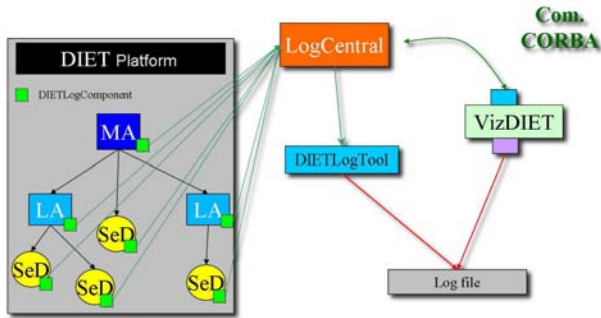 Com.
CORBA
LogCentral
DIET Platform
DIETLogComponent
MA
VizDIET
DIETLogTool
LA
LA
SeD
SeD
SeD
SeD
Log file